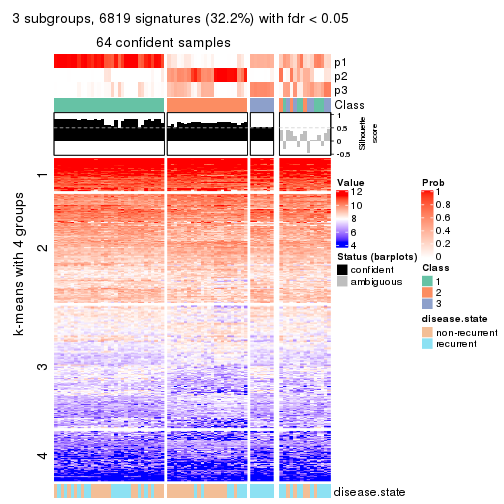 3 subgroups, 6819 signatures (32.2%) with fdr < 0.05
64 confident samples
p1
p2
p3
Class
1
0.5
0
-0.5
Silhouette
score
k-means with 4 groups
1
2
3
4
disease.state
Value
12
10
8
6
4
Status (barplots)
confident
ambiguous
Prob
1
0.8
0.6
0.4
0.2
0
Class
1
2
3
disease.state
non-recurrent
recurrent